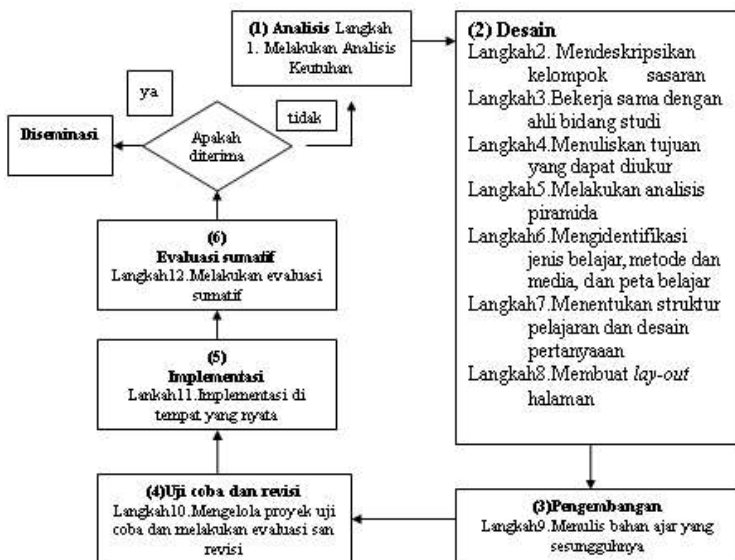 (1) Analisis Langkah
1. Melakukan Analisis
Keutuhan
(2) Desain
Langkah2. Mendeskripsikan
kelompok sasaran
Langkah3.Bekerja sama dengan
ahli bidang studi
Langkah4.Menuliskan tujuan
yang dapat diukur
Langkah5.Melakukan analisis
piramida
Langkah6.Mengidentifikasi
jenis belajar, metode dan
media, dan peta belajar
Langkah7.Menentukan struktur
pelajaran dan desain
pertanyaaan
Langkah8.Membuat lay-out
halaman
(3)Pengembangan
Langkah9.Menulis bahan ajar yang
sesungguhnya
(4)Uji coba dan revisi
Langkah10.Mengelola proyek uji
coba dan melakukan evaluasi san
revisi
(5)
Implementasi
Lankah11.Implementasi di
tempat yang nyata
(6)
Evaluasi sumatif
Langkah12.Melakukan evaluasi
sumatif
Apakah
diterima
ya
tidak
Diseminasi